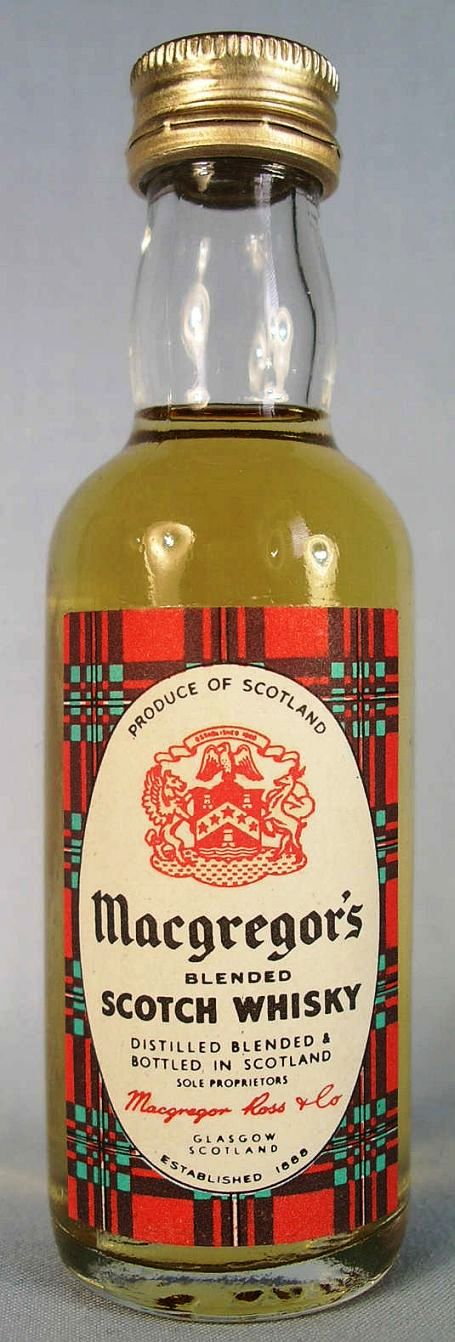 PRODUCE OF SCOTLAND
ESTABLISHED
Macgregor's
BLENDED
SCOTCH WHISKY
DISTILLED BLENDED &
BOTTLED IN SCOTLAND
SOLE PROPRIETORS
Macgregor Ross & Co
GLASGOW
SCOTLAND
ESTABLISHED 1888